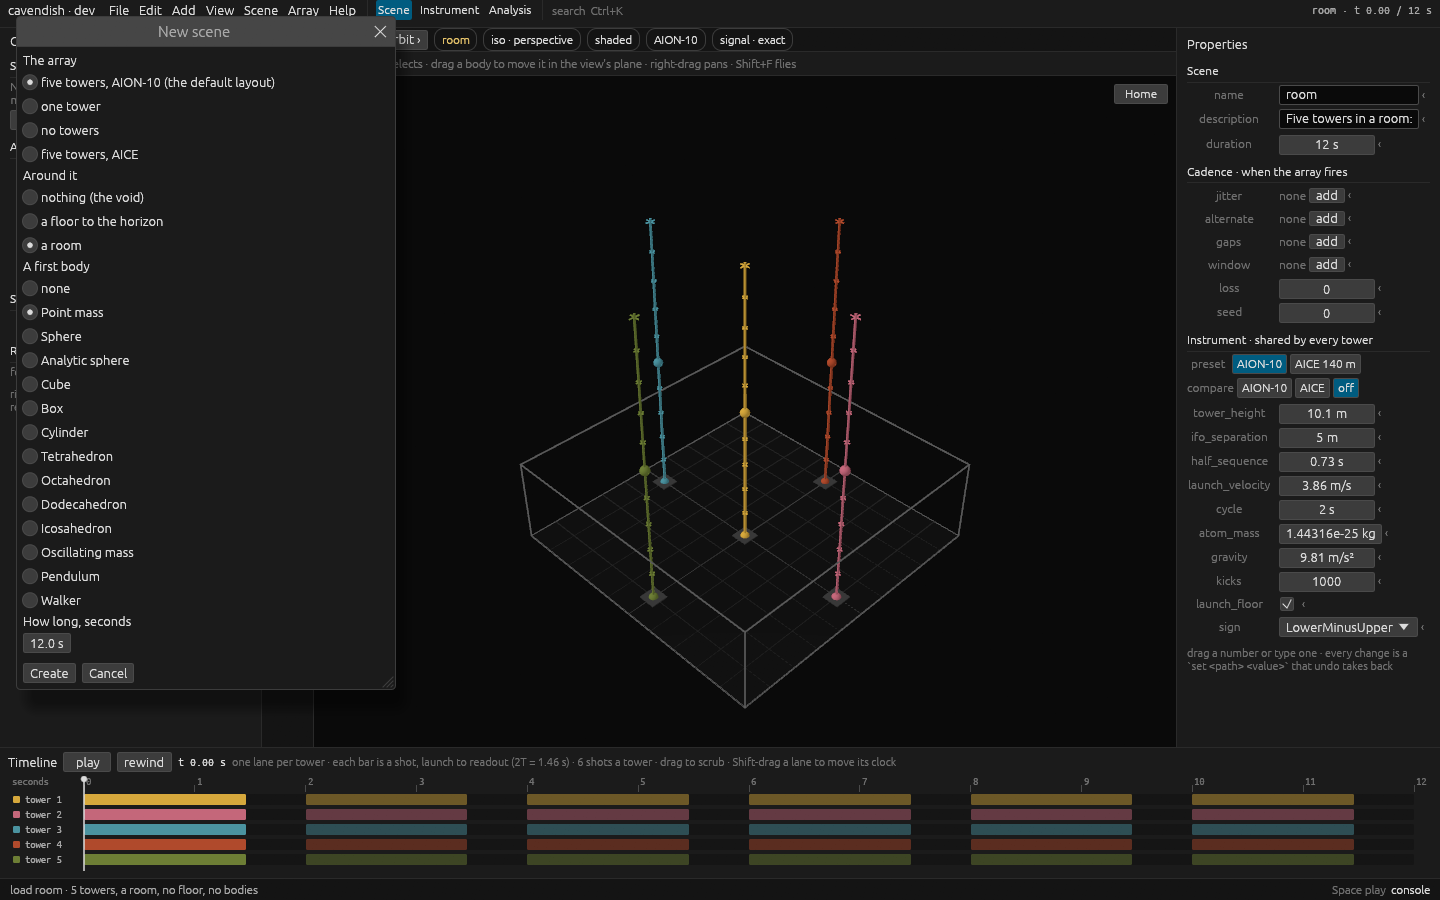 cavendish · dev File Edit Add View Scene Array Help Scene Instrument Analysis search Ctrl+K room · t 0.00 / 12 s
New scene
The array
five towers, AION-10 (the default layout)
one tower
no towers
five towers, AICE
Around it
nothing (the void)
a floor to the horizon
a room
A first body
none
Point mass
Sphere
Analytic sphere
Cube
Box
Cylinder
Tetrahedron
Octahedron
Dodecahedron
Icosahedron
Oscillating mass
Pendulum
Walker
How long, seconds
12.0 s
Create Cancel
rbit › room iso · perspective shaded AION-10 signal · exact
elects · drag a body to move it in the view's plane · right-drag pans · Shift+F flies
Home
Properties
Scene
name room
description Five towers in a room:
duration 12 s
Cadence · when the array fires
jitter none add
alternate none add
gaps none add
window none add
loss 0
seed 0
Instrument · shared by every tower
preset AION-10 AICE 140 m
compare AION-10 AICE off
tower_height 10.1 m
ifo_separation 5 m
half_sequence 0.73 s
launch_velocity 3.86 m/s
cycle 2 s
atom_mass 1.44316e-25 kg
gravity 9.81 m/s²
kicks 1000
launch_floor
sign LowerMinusUpper
drag a number or type one · every change is a
`set <path> <value>` that undo takes back
Timeline play rewind t 0.00 s one lane per tower · each bar is a shot, launch to readout (2T = 1.46 s) · 6 shots a tower · drag to scrub · Shift-drag a lane to move its clock
seconds 0 1 2 3 4 5 6 7 8 9 10 11 12
tower 1
tower 2
tower 3
tower 4
tower 5
load room · 5 towers, a room, no floor, no bodies Space play console